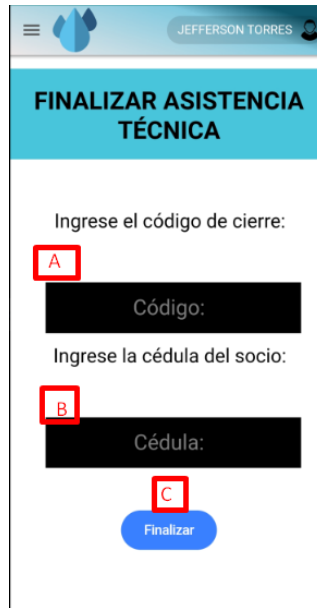 JEFFERSON TORRES
FINALIZAR ASISTENCIA
TÉCNICA
Ingrese el código de cierre:
A
Código:
Ingrese la cédula del socio:
B
Cédula:
C
Finalizar